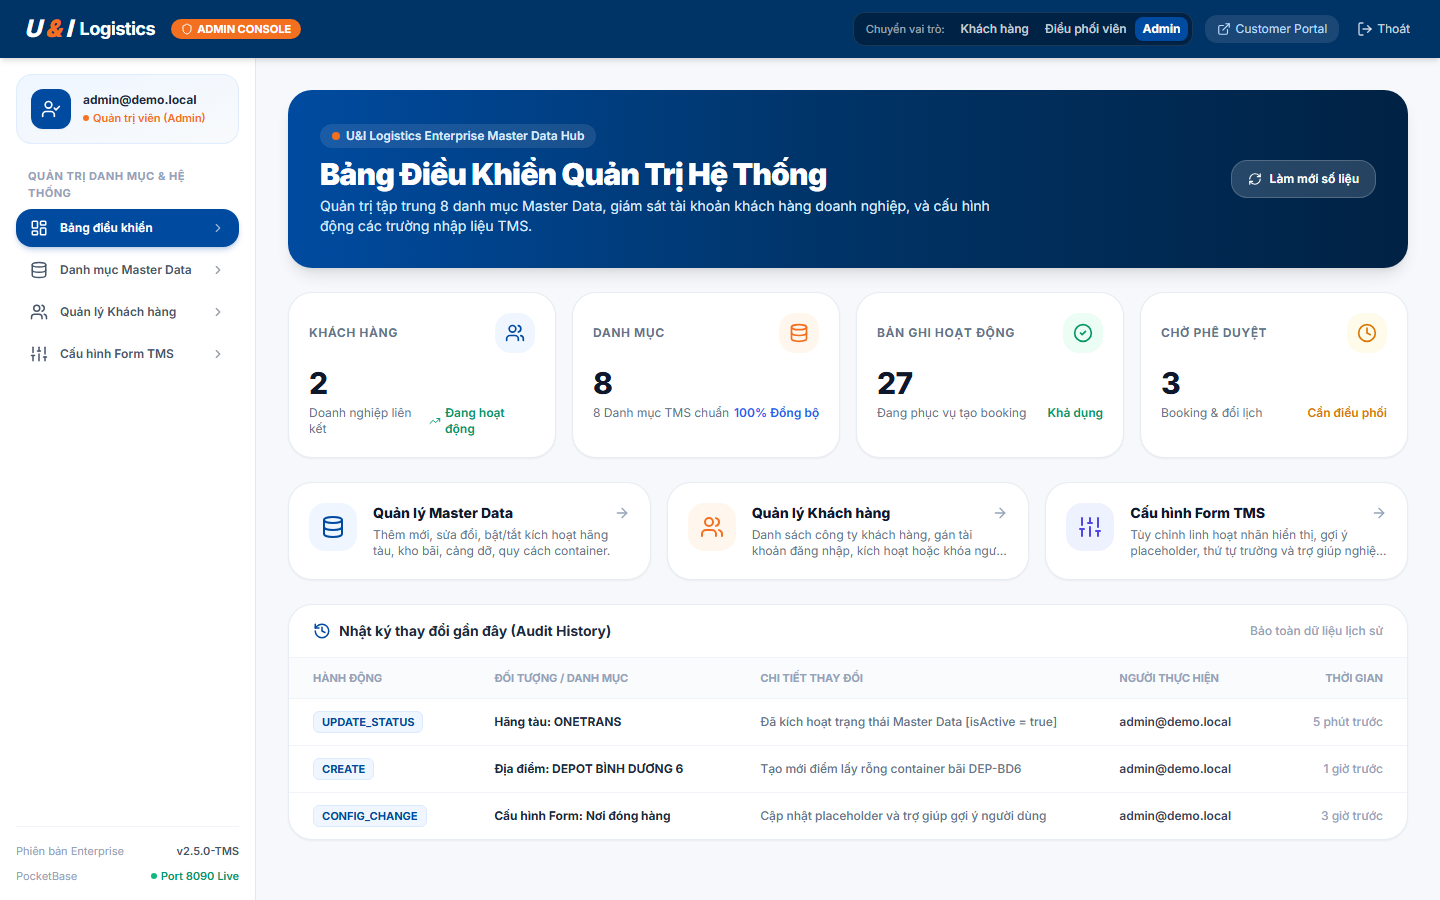 U&I Logistics
ADMIN CONSOLE
Chuyển vai trò:
Khách hàng
Điều phối viên
Admin
Customer Portal
Thoát
admin@demo.local
Quản trị viên (Admin)
QUẢN TRỊ DANH MỤC & HỆ
THỐNG
Bảng điều khiển
Danh mục Master Data
Quản lý Khách hàng
Cấu hình Form TMS
Phiên bản Enterprise
v2.5.0-TMS
PocketBase
Port 8090 Live
U&I Logistics Enterprise Master Data Hub
Bảng Điều Khiển Quản Trị Hệ Thống
Quản trị tập trung 8 danh mục Master Data, giám sát tài khoản khách hàng doanh nghiệp, và cấu hình
động các trường nhập liệu TMS.
Làm mới số liệu
KHÁCH HÀNG
2
Doanh nghiệp liên
kết
Đang hoạt
động
DANH MỤC
8
8 Danh mục TMS chuẩn
100% Đồng bộ
BẢN GHI HOẠT ĐỘNG
27
Đang phục vụ tạo booking
Khả dụng
CHỜ PHÊ DUYỆT
3
Booking & đổi lịch
Cần điều phối
Quản lý Master Data
Thêm mới, sửa đổi, bật/tắt kích hoạt hãng
tàu, kho bãi, cảng dỡ, quy cách container.
Quản lý Khách hàng
Danh sách công ty khách hàng, gán tài
khoản đăng nhập, kích hoạt hoặc khóa ngư...
Cấu hình Form TMS
Tùy chỉnh linh hoạt nhãn hiển thị, gợi ý
placeholder, thứ tự trường và trợ giúp nghiệ...
Nhật ký thay đổi gần đây (Audit History)
Bảo toàn dữ liệu lịch sử
HÀNH ĐỘNG
ĐỐI TƯỢNG / DANH MỤC
CHI TIẾT THAY ĐỔI
NGƯỜI THỰC HIỆN
THỜI GIAN
UPDATE_STATUS
Hãng tàu: ONETRANS
Đã kích hoạt trạng thái Master Data [isActive = true]
admin@demo.local
5 phút trước
CREATE
Địa điểm: DEPOT BÌNH DƯƠNG 6
Tạo mới điểm lấy rỗng container bãi DEP-BD6
admin@demo.local
1 giờ trước
CONFIG_CHANGE
Cấu hình Form: Nơi đóng hàng
Cập nhật placeholder và trợ giúp gợi ý người dùng
admin@demo.local
3 giờ trước